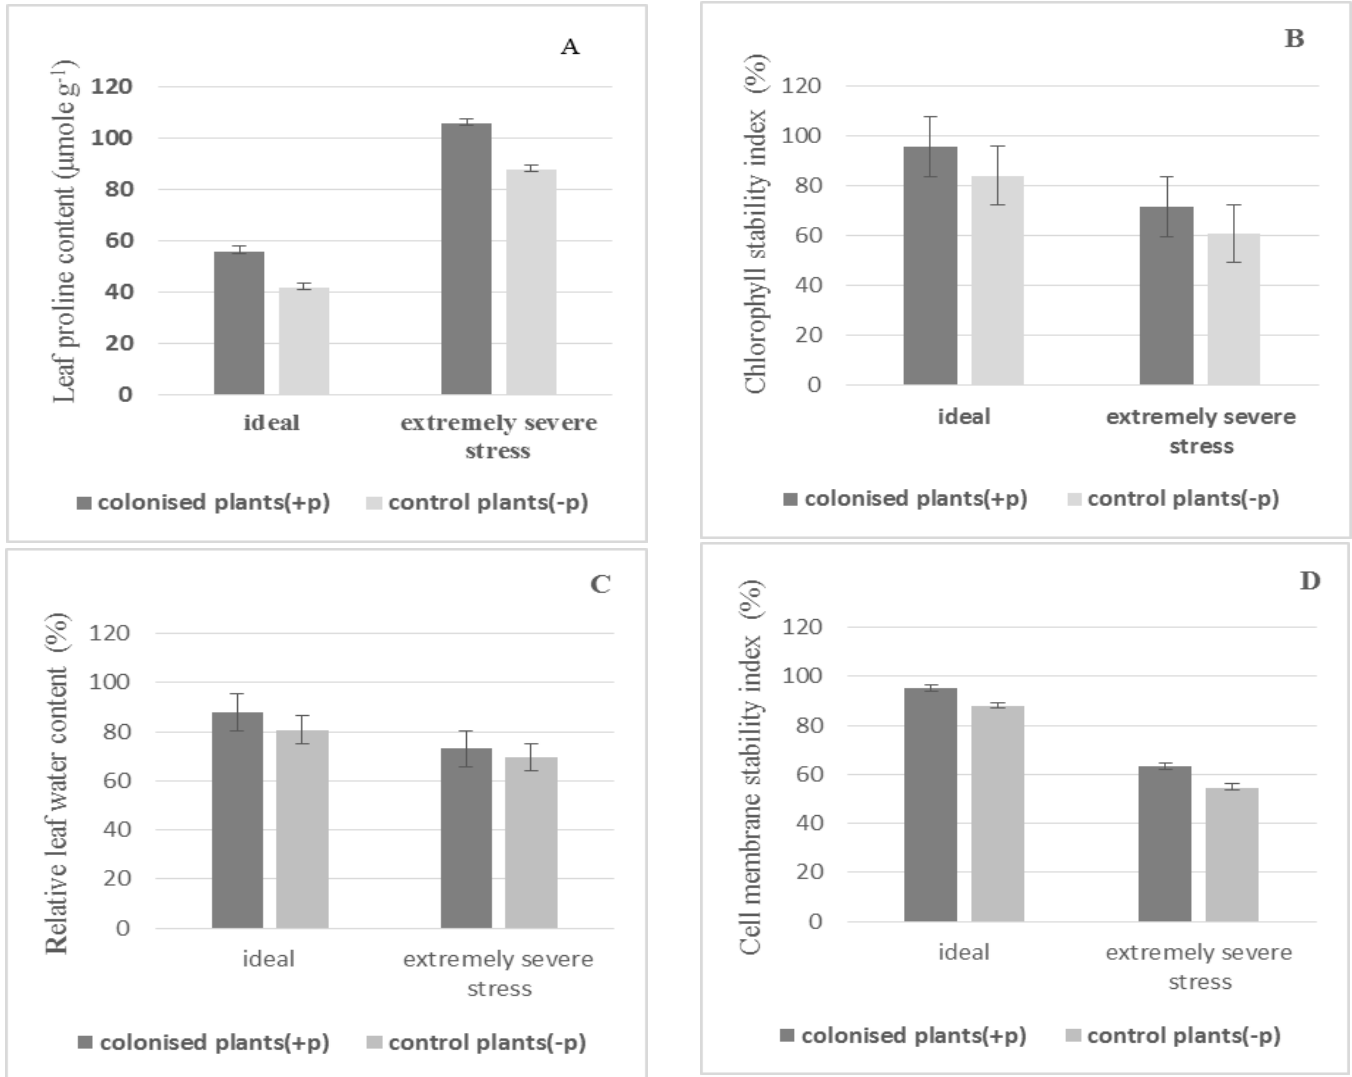 A
Leaf proline content (µmole g-1)
120
100
80
60
40
20
0
ideal
extremely severe
stress
colonised plants(+p) control plants(-p)
B
Chlorophyll stability index (%)
120
100
80
60
40
20
0
ideal
extremely severe
stress
colonised plants(+p) control plants(-p)
C
Relative leaf water content (%)
120
100
80
60
40
20
0
ideal
extremely severe
stress
colonised plants(+p) control plants(-p)
D
Cell membrane stability index (%)
120
100
80
60
40
20
0
ideal
extremely severe
stress
colonised plants(+p) control plants(-p)